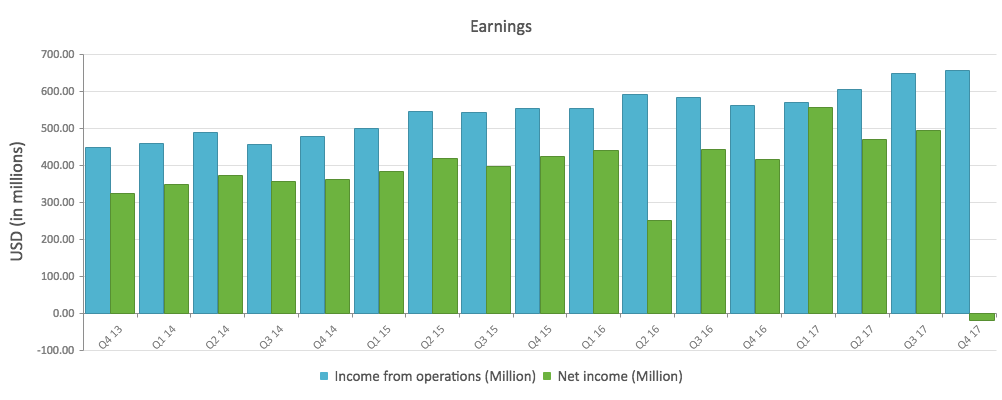 Earnings
USD (in millions)
700.00
600.00
500.00
400.00
300.00
200.00
100.00
0.00
-100.00
Q4 13
Q1 14
Q2 14
Q3 14
Q4 14
Q1 15
Q2 15
Q3 15
Q4 15
Q1 16
Q2 16
Q3 16
Q4 16
Q1 17
Q2 17
Q3 17
Q4 17
Income from operations (Million) Net income (Million)